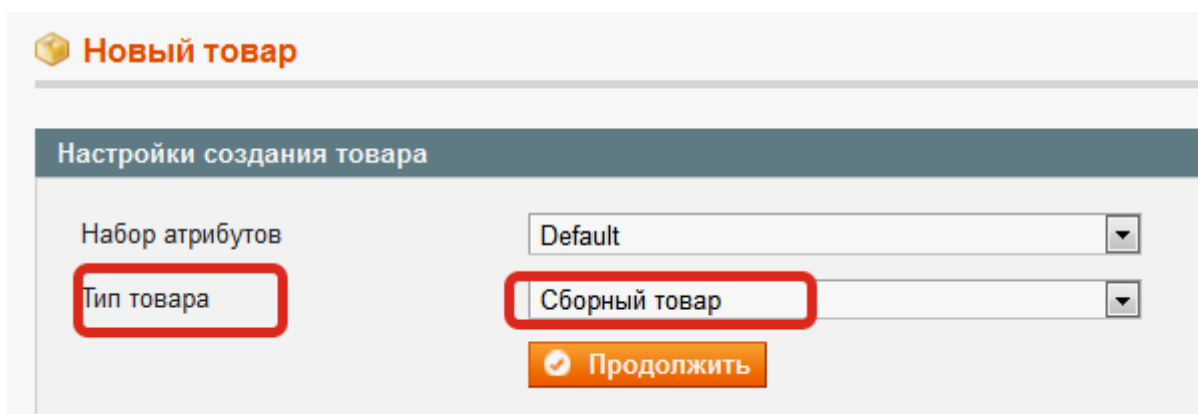 Новый товар
Настройки создания товара
Набор атрибутов Default
Тип товара Сборный товар
Продолжить